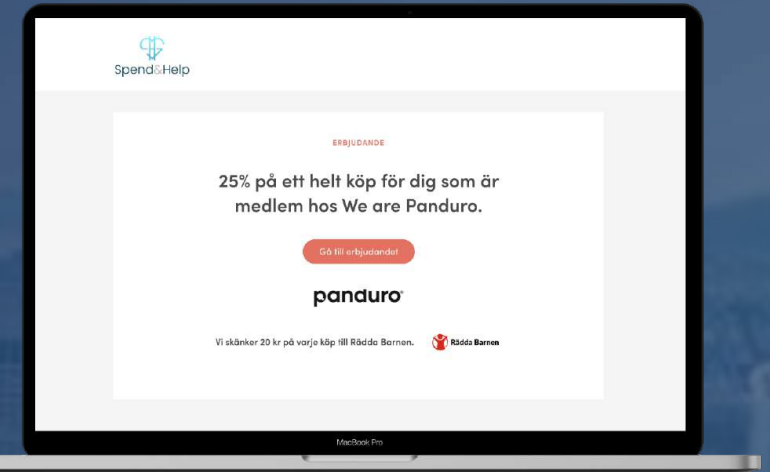 Spend&Help
ERBJUDANDE
25% på ett helt köp för dig som är
medlem hos We are Panduro.
Gå till erbjudandet
panduro
Vi skänker 20 kr på varje köp till Rädda Barnen.
Rädda Barnen
MacBook Pro